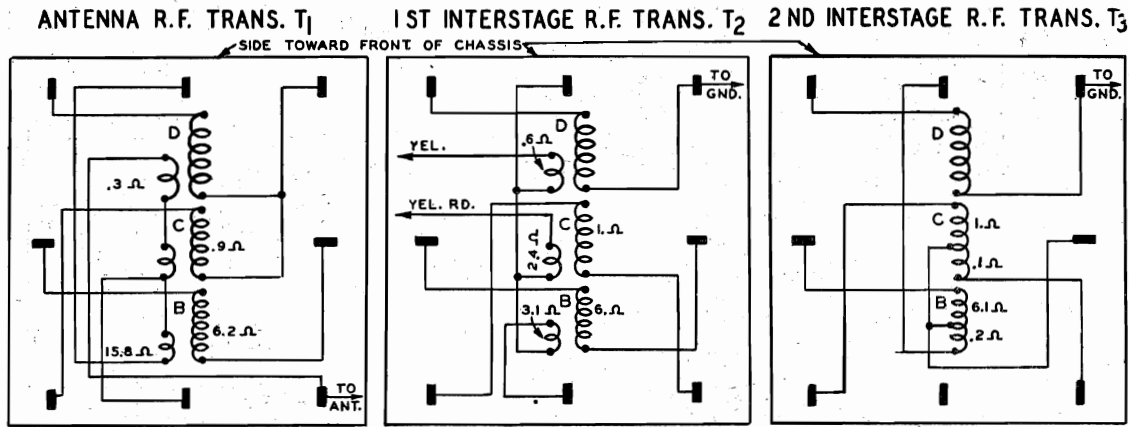 ANTENNA R.F. TRANS. T1
1ST INTERSTAGE R.F. TRANS. T2
2ND INTERSTAGE R.F. TRANS. T3
SIDE TOWARD FRONT OF CHASSIS
D
.3 Ω
C
.9 Ω
B
6.2 Ω
15.8 Ω
TO
ANT.
TO
GND.
D
.6 Ω
YEL.
YEL. RD.
C
1. Ω
2.4 Ω
B
3.1 Ω
6. Ω
TO
GND.
D
C
1. Ω
.1 Ω
B
6.1 Ω
.2 Ω